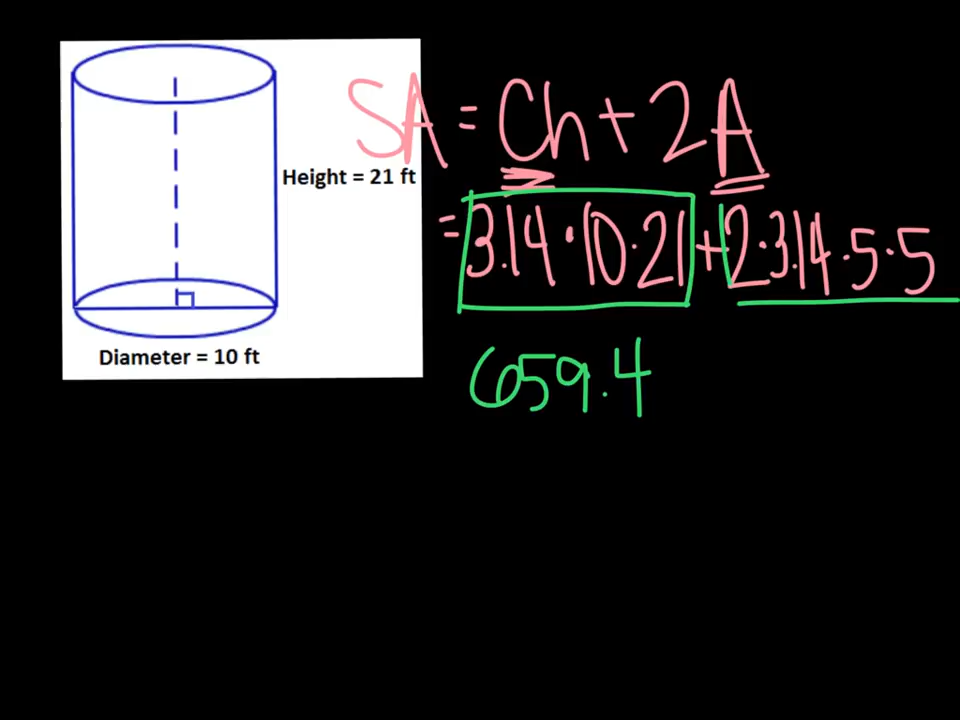 SA = Ch + 2A
Height = 21 ft
= 3.14 · 10 · 21 + 2 · 3.14 · 5 · 5
Diameter = 10 ft
659.4